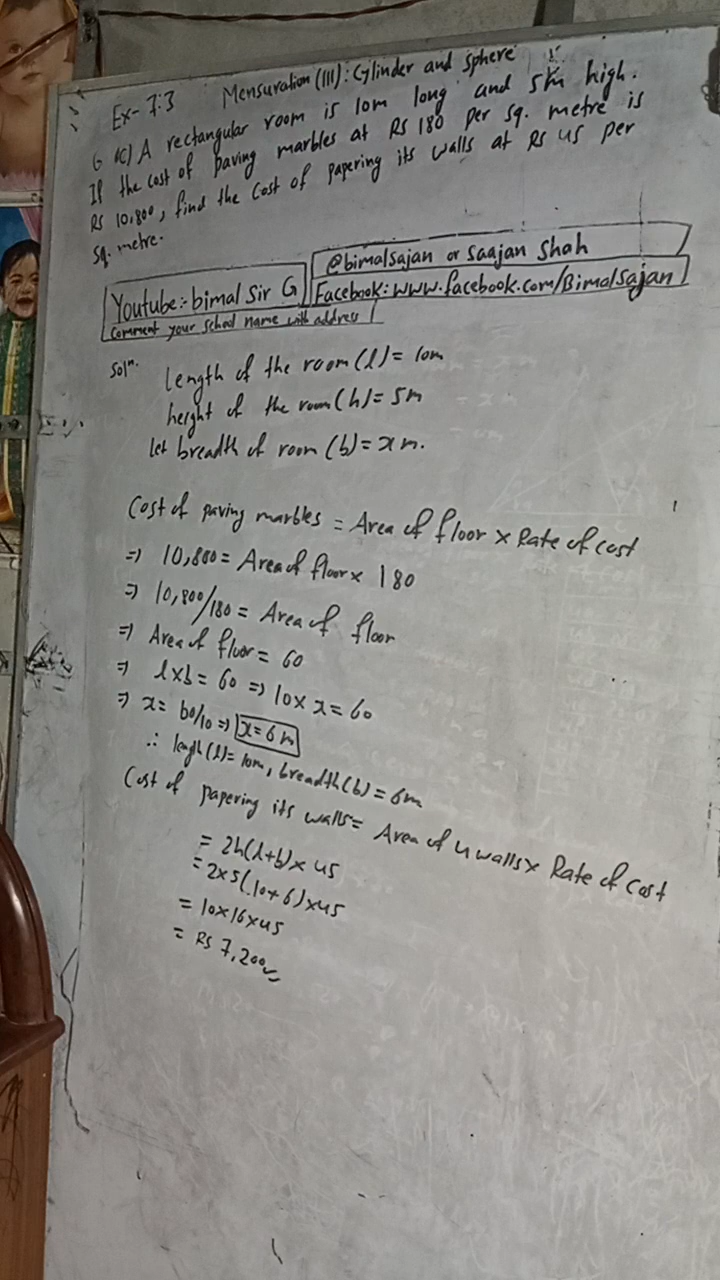 Ex- 7:3 Mensuration (III): Cylinder and sphere
6 (c) A rectangular room is 10m long and 5m high.
If the cost of paving marbles at Rs 180 per sq. metre is
Rs 10,800, find the cost of papering its walls at Rs 45 per
sq. metre.
@bimalsajan or Saajan Shah
Youtube:- bimal Sir G
Facebook: www.facebook.com/Bimalsajan
Comment your school name with address
Solⁿ.
Length of the room (l) = 10m
height of the room (h) = 5m
let breadth of room (b) = x m.
Cost of paving marbles = Area of floor × Rate of cost
=> 10,800 = Area of floor × 180
=> 10,800/180 = Area of floor
=> Area of floor = 60
=> l×b = 60 => 10 × x = 60
=> x = 60/10 => x = 6 m
∴ length (l) = 10m, breadth (b) = 6m
Cost of papering its walls = Area of 4 walls × Rate of cost
= 2h(l+b) × 45
= 2×5(10+6)×45
= 10×16×45
= Rs 7,200